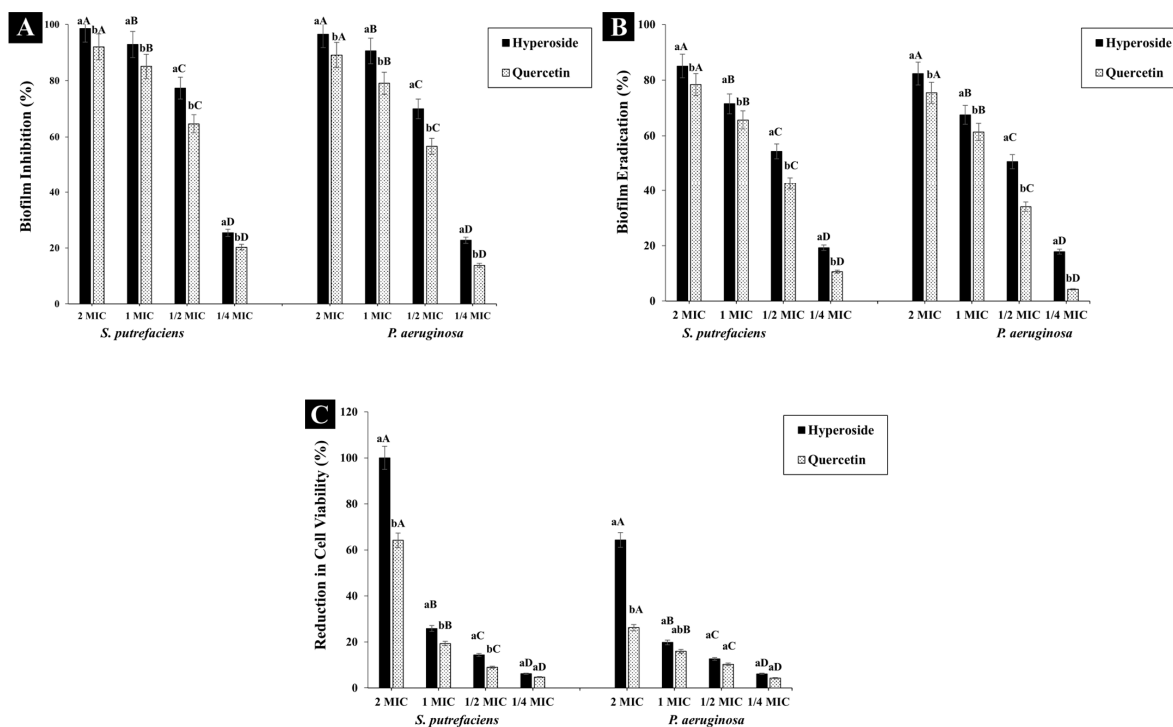 A
Biofilm Inhibition (%)
100
80
60
40
20
0
aA
bA
aB
bB
aC
bC
aD
bD
aA
bA
aB
bB
aC
bC
aD
bD
Hyperoside
Quercetin
2 MIC 1 MIC 1/2 MIC 1/4 MIC 2 MIC 1 MIC 1/2 MIC 1/4 MIC
S. putrefaciens P. aeruginosa
B
Biofilm Eradication (%)
100
80
60
40
20
0
aA
bA
aB
bB
aC
bC
aD
bD
aA
bA
aB
bB
aC
bC
aD
bD
Hyperoside
Quercetin
2 MIC 1 MIC 1/2 MIC 1/4 MIC 2 MIC 1 MIC 1/2 MIC 1/4 MIC
S. putrefaciens P. aeruginosa
C
Reduction in Cell Viability (%)
120
100
80
60
40
20
0
aA
bA
aB
bB
aC
bC
aD aD
aA
bA
aB
abB
aC
aC
aD aD
Hyperoside
Quercetin
2 MIC 1 MIC 1/2 MIC 1/4 MIC 2 MIC 1 MIC 1/2 MIC 1/4 MIC
S. putrefaciens P. aeruginosa